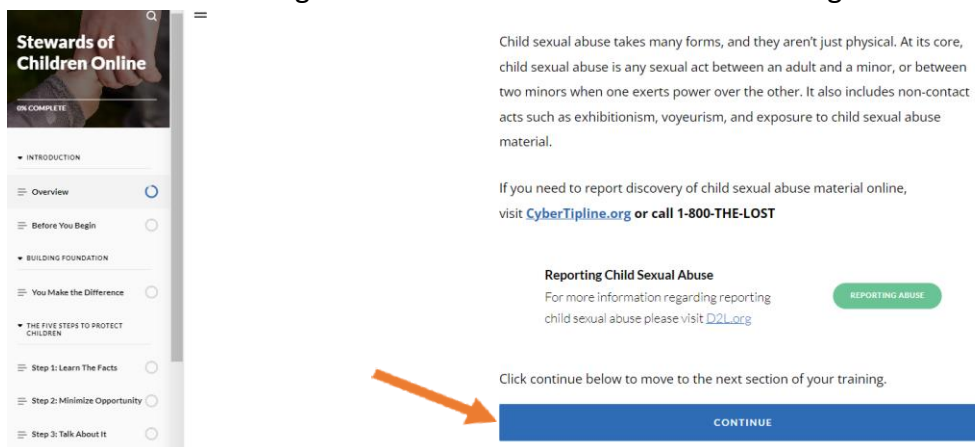 Stewards of
Children Online
0% COMPLETE
INTRODUCTION
Overview
Before You Begin
BUILDING FOUNDATION
You Make the Difference
THE FIVE STEPS TO PROTECT
CHILDREN
Step 1: Learn The Facts
Step 2: Minimize Opportunity
Step 3: Talk About It
Child sexual abuse takes many forms, and they aren't just physical. At its core,
child sexual abuse is any sexual act between an adult and a minor, or between
two minors when one exerts power over the other. It also includes non-contact
acts such as exhibitionism, voyeurism, and exposure to child sexual abuse
material.
If you need to report discovery of child sexual abuse material online,
visit CyberTipline.org or call 1-800-THE-LOST
Reporting Child Sexual Abuse
For more information regarding reporting
child sexual abuse please visit D2L.org
REPORTING ABUSE
Click continue below to move to the next section of your training.
CONTINUE